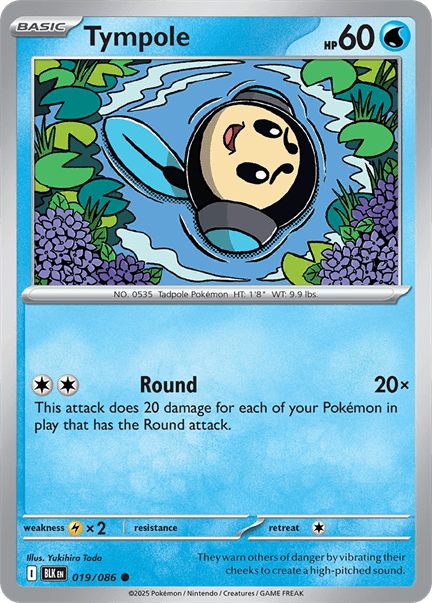 BASIC
Tympole
HP 60
NO. 0535 Tadpole Pokémon HT: 1'8" WT: 9.9 lbs.
Round 20×
This attack does 20 damage for each of your Pokémon in
play that has the Round attack.
weakness ×2 resistance retreat
Illus. Yukihiro Tada
I BLK EN 019/086
They warn others of danger by vibrating their
cheeks to create a high-pitched sound.
©2025 Pokémon / Nintendo / Creatures / GAME FREAK